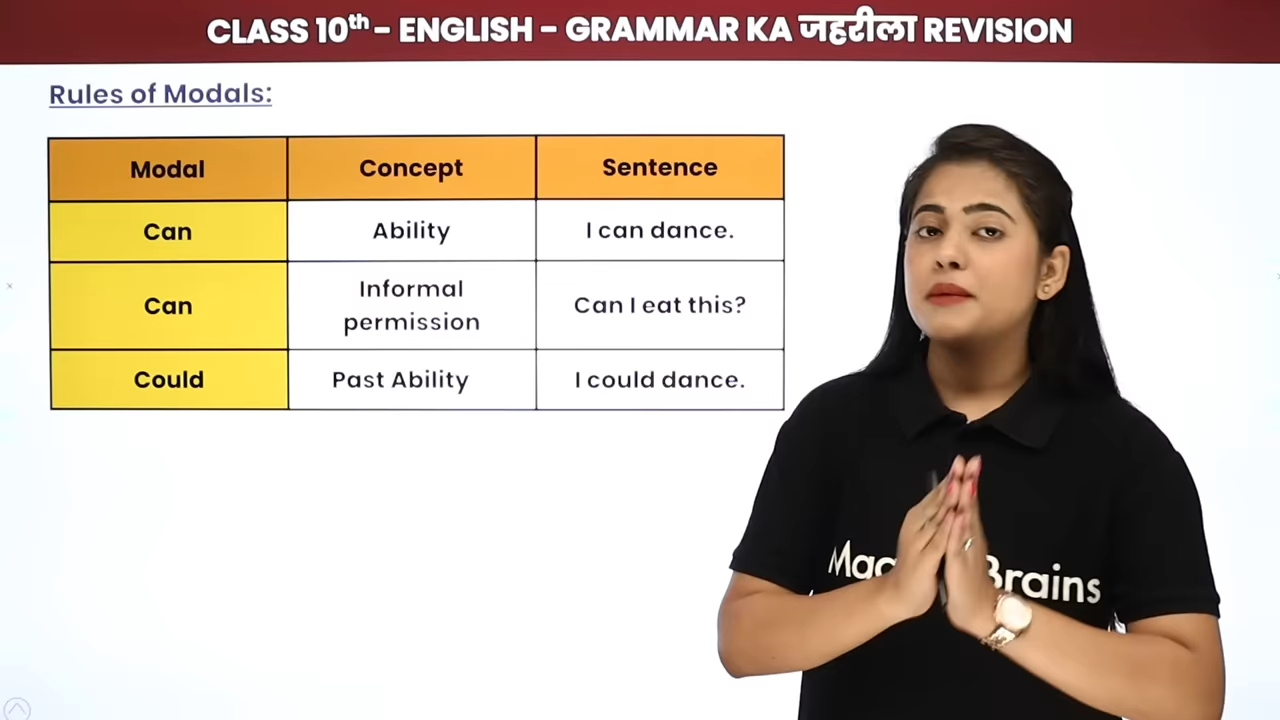 CLASS 10th - ENGLISH - GRAMMAR KA जहरीला REVISION
Rules of Modals:
Modal Concept Sentence
Can Ability I can dance.
Can Informal permission Can I eat this?
Could Past Ability I could dance.
Brains